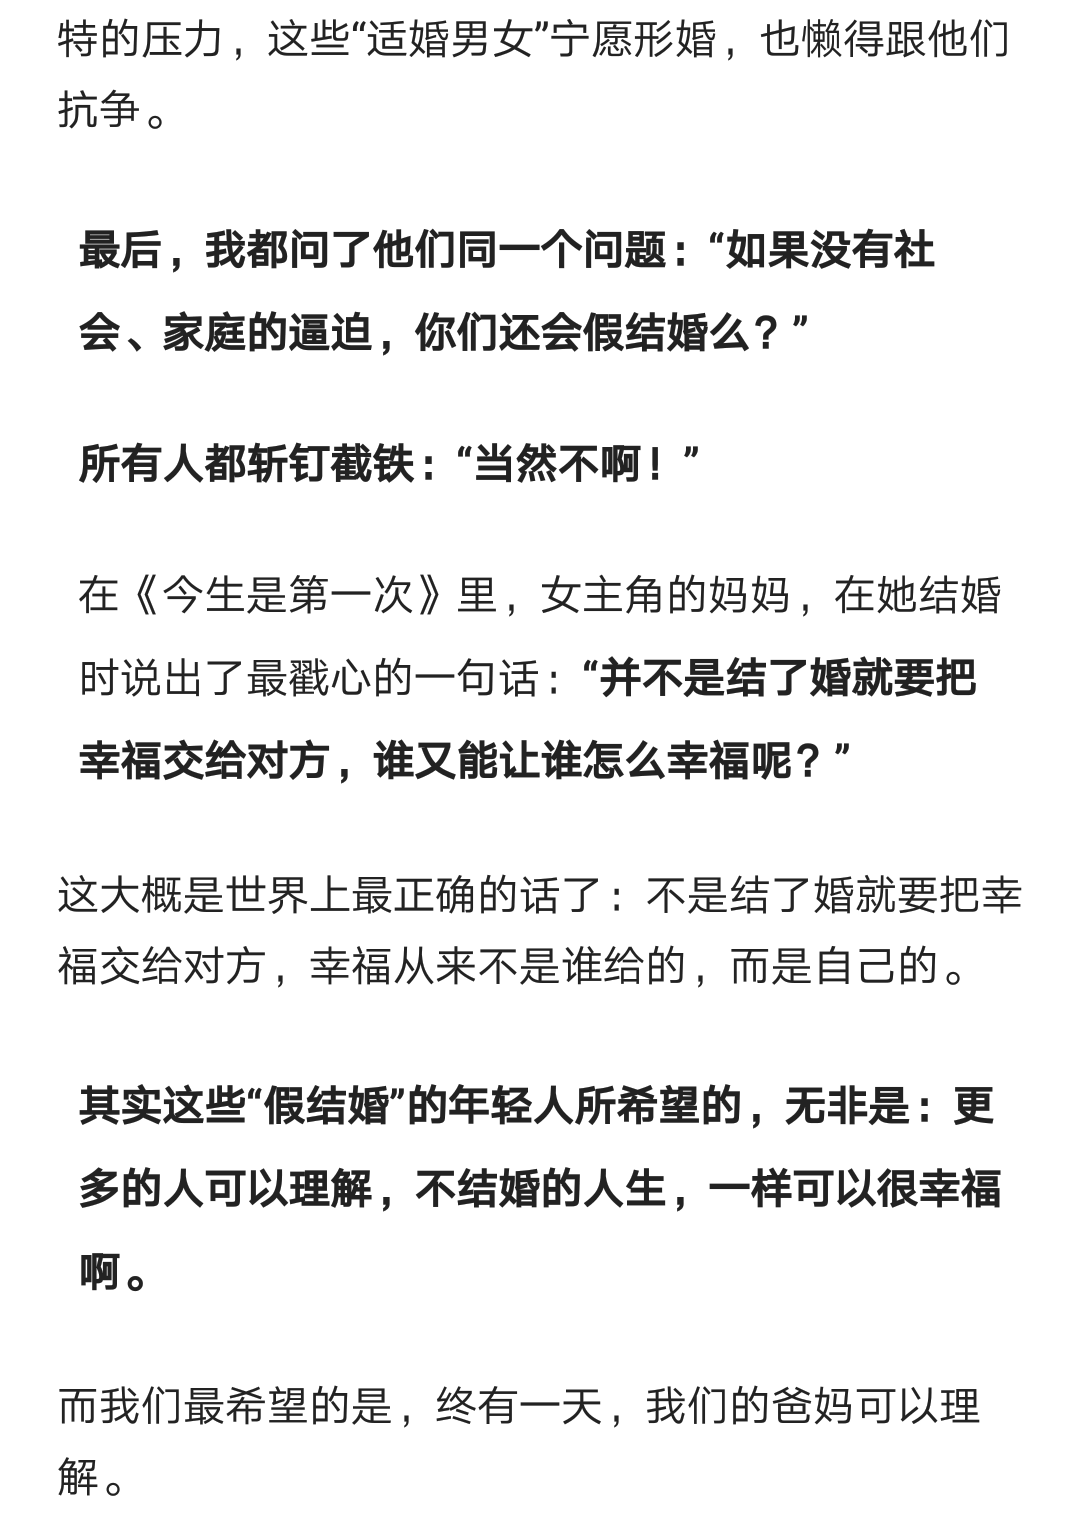 特的压力，这些“适婚男女”宁愿形婚，也懒得跟他们
抗争。
最后，我都问了他们同一个问题：“如果没有社
会、家庭的逼迫，你们还会假结婚么？”
所有人都斩钉截铁：“当然不啊！”
在《今生是第一次》里，女主角的妈妈，在她结婚
时说出了最戳心的一句话：“并不是结了婚就要把
幸福交给对方，谁又能让谁怎么幸福呢？”
这大概是世界上最正确的话了：不是结了婚就要把幸
福交给对方，幸福从来不是谁给的，而是自己的。
其实这些“假结婚”的年轻人所希望的，无非是：更
多的人可以理解，不结婚的人生，一样可以很幸福
啊。
而我们最希望的是，终有一天，我们的爸妈可以理
解。